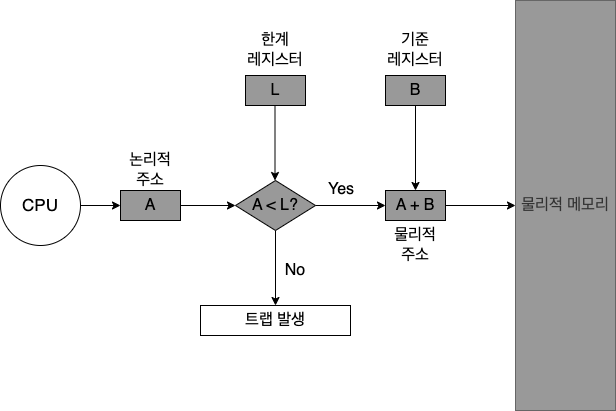 한계
레지스터
L
기준
레지스터
B
논리적
주소
CPU
A
A < L?
Yes
A + B
물리적 메모리
물리적
주소
No
트랩 발생